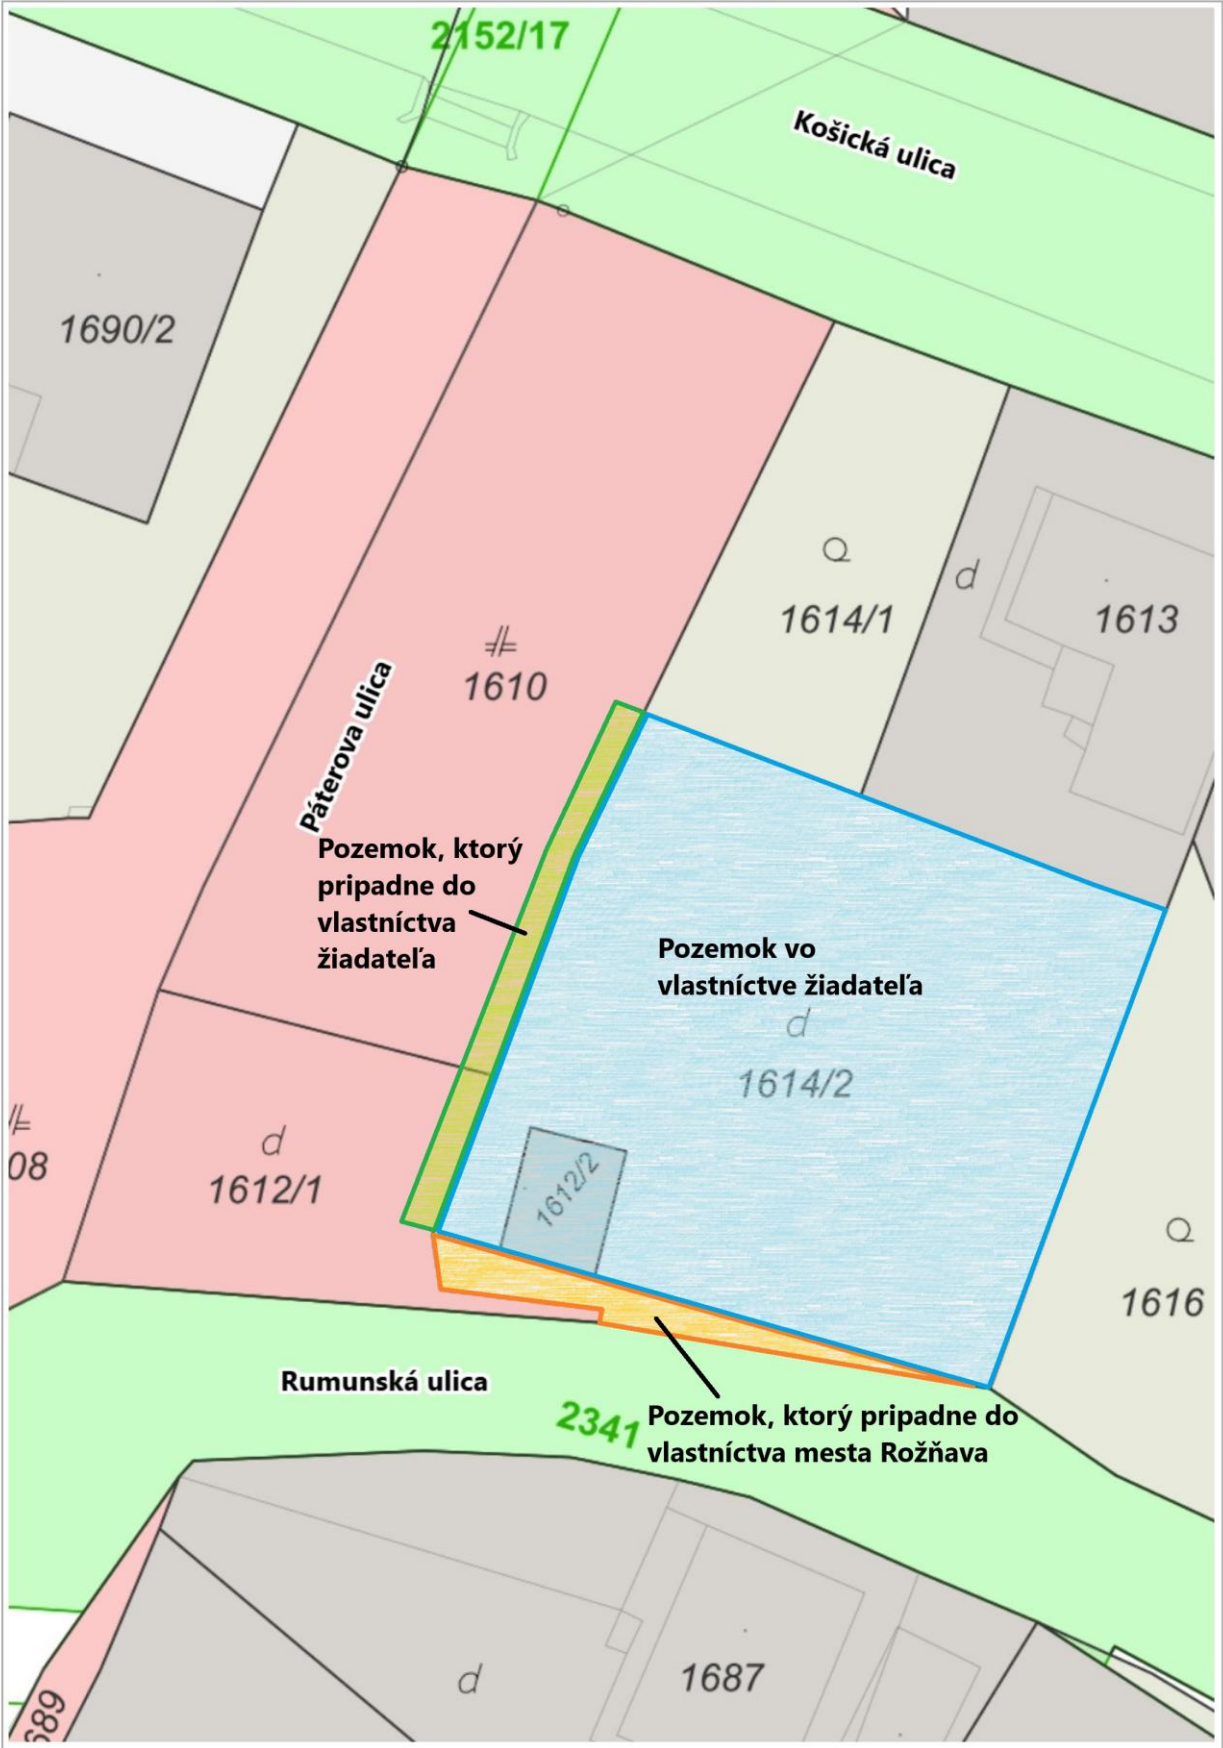 2152/17
Košická ulica
1690/2
1614/1
d
1613
1610
Páterova ulica
Pozemok, ktorý
pripadne do
vlastníctva
žiadateľa
Pozemok vo
vlastníctve žiadateľa
d
1614/2
08
d
1612/1
1612/2
1616
Rumunská ulica
2341
Pozemok, ktorý pripadne do
vlastníctva mesta Rožňava
d
1687
689